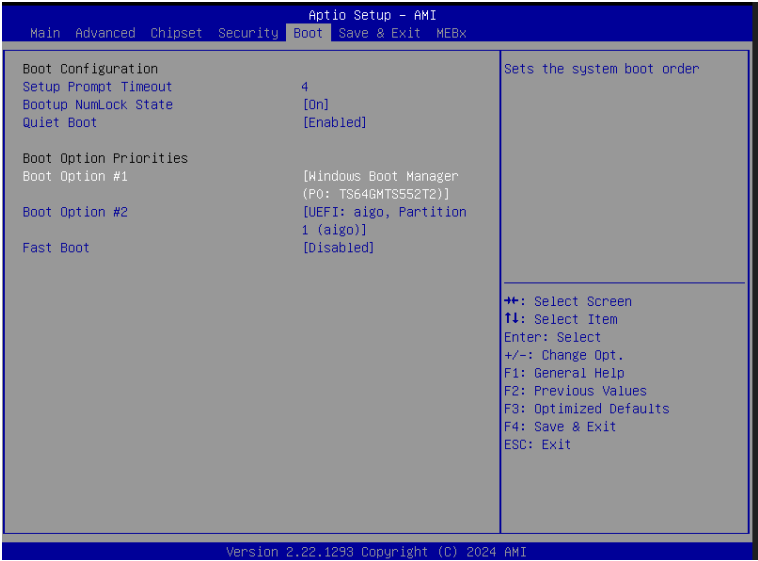 Aptio Setup – AMI
Main Advanced Chipset Security Boot Save & Exit MEBx
Boot Configuration
Setup Prompt Timeout 4
Bootup NumLock State [On]
Quiet Boot [Enabled]
Boot Option Priorities
Boot Option #1 [Windows Boot Manager
(P0: TS64GMTS552T2)]
Boot Option #2 [UEFI: aigo, Partition
1 (aigo)]
Fast Boot [Disabled]
Sets the system boot order
→←: Select Screen
↑↓: Select Item
Enter: Select
+/-: Change Opt.
F1: General Help
F2: Previous Values
F3: Optimized Defaults
F4: Save & Exit
ESC: Exit
Version 2.22.1293 Copyright (C) 2024 AMI